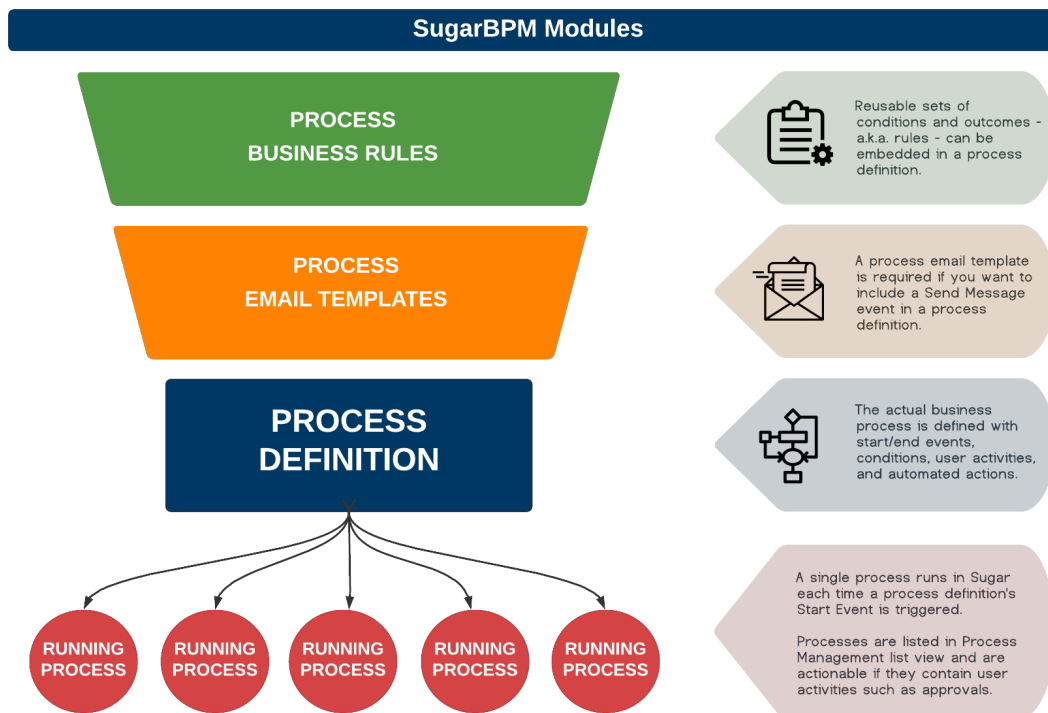 SugarBPM Modules
PROCESS
BUSINESS RULES
Reusable sets of
conditions and outcomes -
a.k.a. rules - can be
embedded in a process
definition.
PROCESS
EMAIL TEMPLATES
A process email template
is required if you want to
include a Send Message
event in a process
definition.
PROCESS
DEFINITION
The actual business
process is defined with
start/end events,
conditions, user activities,
and automated actions.
RUNNING
PROCESS
RUNNING
PROCESS
RUNNING
PROCESS
RUNNING
PROCESS
RUNNING
PROCESS
A single process runs in Sugar
each time a process definition's
Start Event is triggered.
Processes are listed in Process
Management list view and are
actionable if they contain user
activities such as approvals.